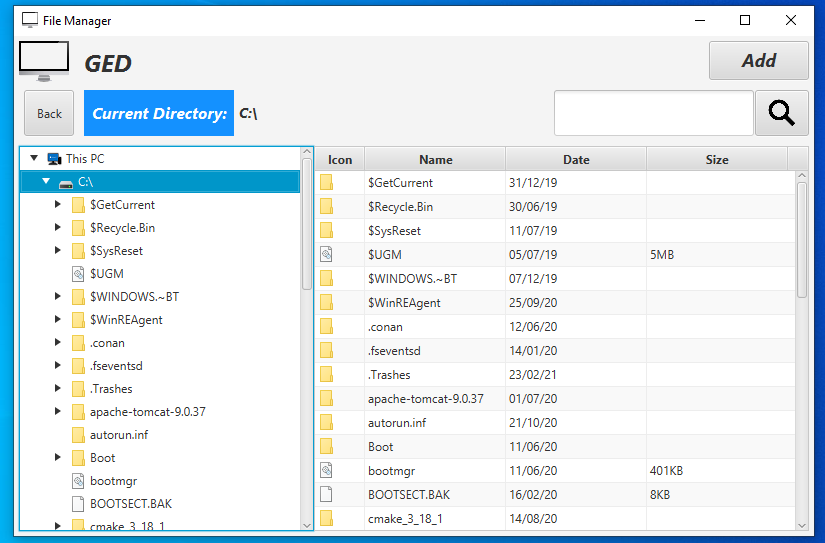 File Manager
GED
Add
Back
Current Directory: C:\
This PC
C:\
$GetCurrent
$Recycle.Bin
$SysReset
$UGM
$WINDOWS.~BT
$WinREAgent
.conan
.fseventsd
.Trashes
apache-tomcat-9.0.37
autorun.inf
Boot
bootmgr
BOOTSECT.BAK
cmake_3_18_1
Icon Name Date Size
$GetCurrent 31/12/19
$Recycle.Bin 30/06/19
$SysReset 11/07/19
$UGM 05/07/19 5MB
$WINDOWS.~BT 07/12/19
$WinREAgent 25/09/20
.conan 12/06/20
.fseventsd 14/01/20
.Trashes 23/02/21
apache-tomcat-9.0.37 01/07/20
autorun.inf 21/10/20
Boot 11/06/20
bootmgr 11/06/20 401KB
BOOTSECT.BAK 16/02/20 8KB
cmake_3_18_1 14/08/20